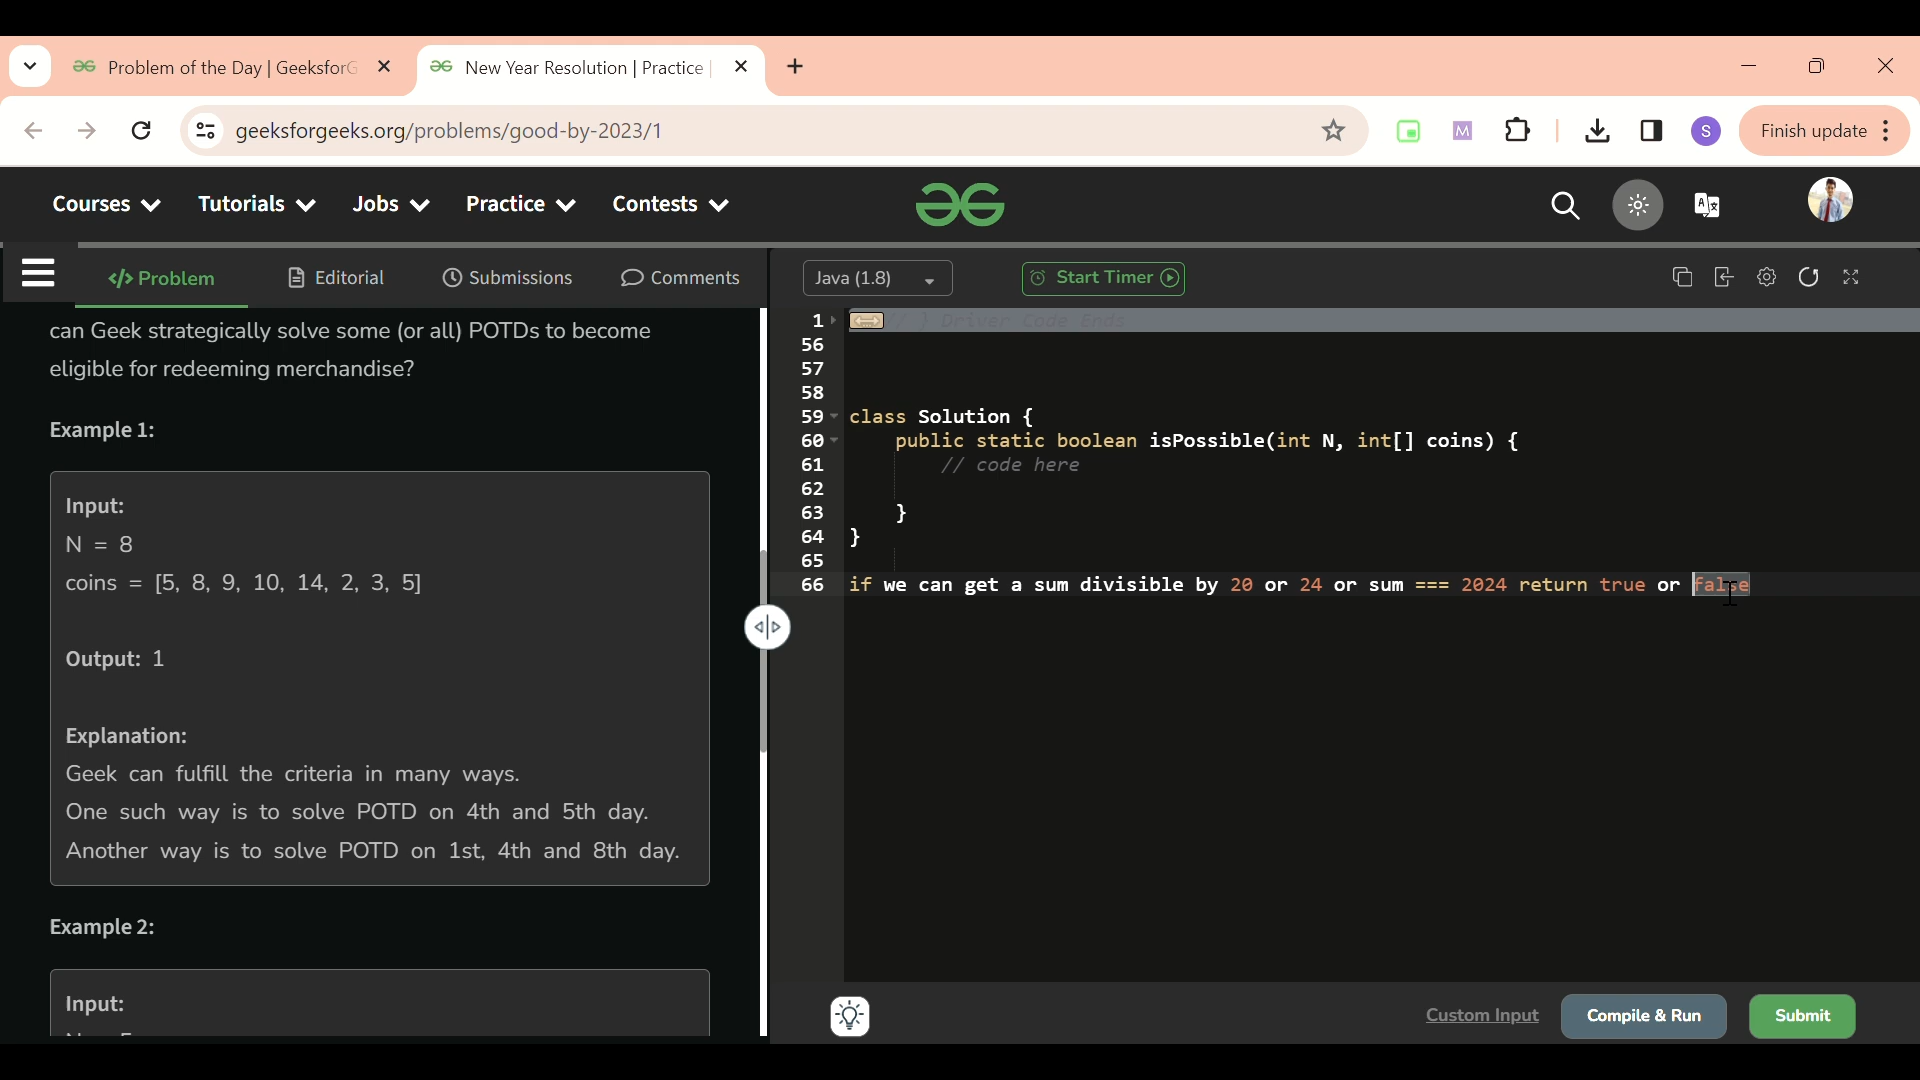 Problem of the Day | GeeksforG
New Year Resolution | Practice |
geeksforgeeks.org/problems/good-by-2023/1
M
S
Finish update
Courses
Tutorials
Jobs
Practice
Contests
</> Problem
Editorial
Submissions
Comments
can Geek strategically solve some (or all) POTDs to become
eligible for redeeming merchandise?
Example 1:
Input:
N = 8
coins = [5, 8, 9, 10, 14, 2, 3, 5]
Output: 1
Explanation:
Geek can fulfill the criteria in many ways.
One such way is to solve POTD on 4th and 5th day.
Another way is to solve POTD on 1st, 4th and 8th day.
Example 2:
Input:
Java (1.8)
Start Timer
1 // } Driver Code Ends
56
57
58
59 class Solution {
60 public static boolean isPossible(int N, int[] coins) {
61 // code here
62
63 }
64 }
65
66 if we can get a sum divisible by 20 or 24 or sum === 2024 return true or false
Custom Input
Compile & Run
Submit